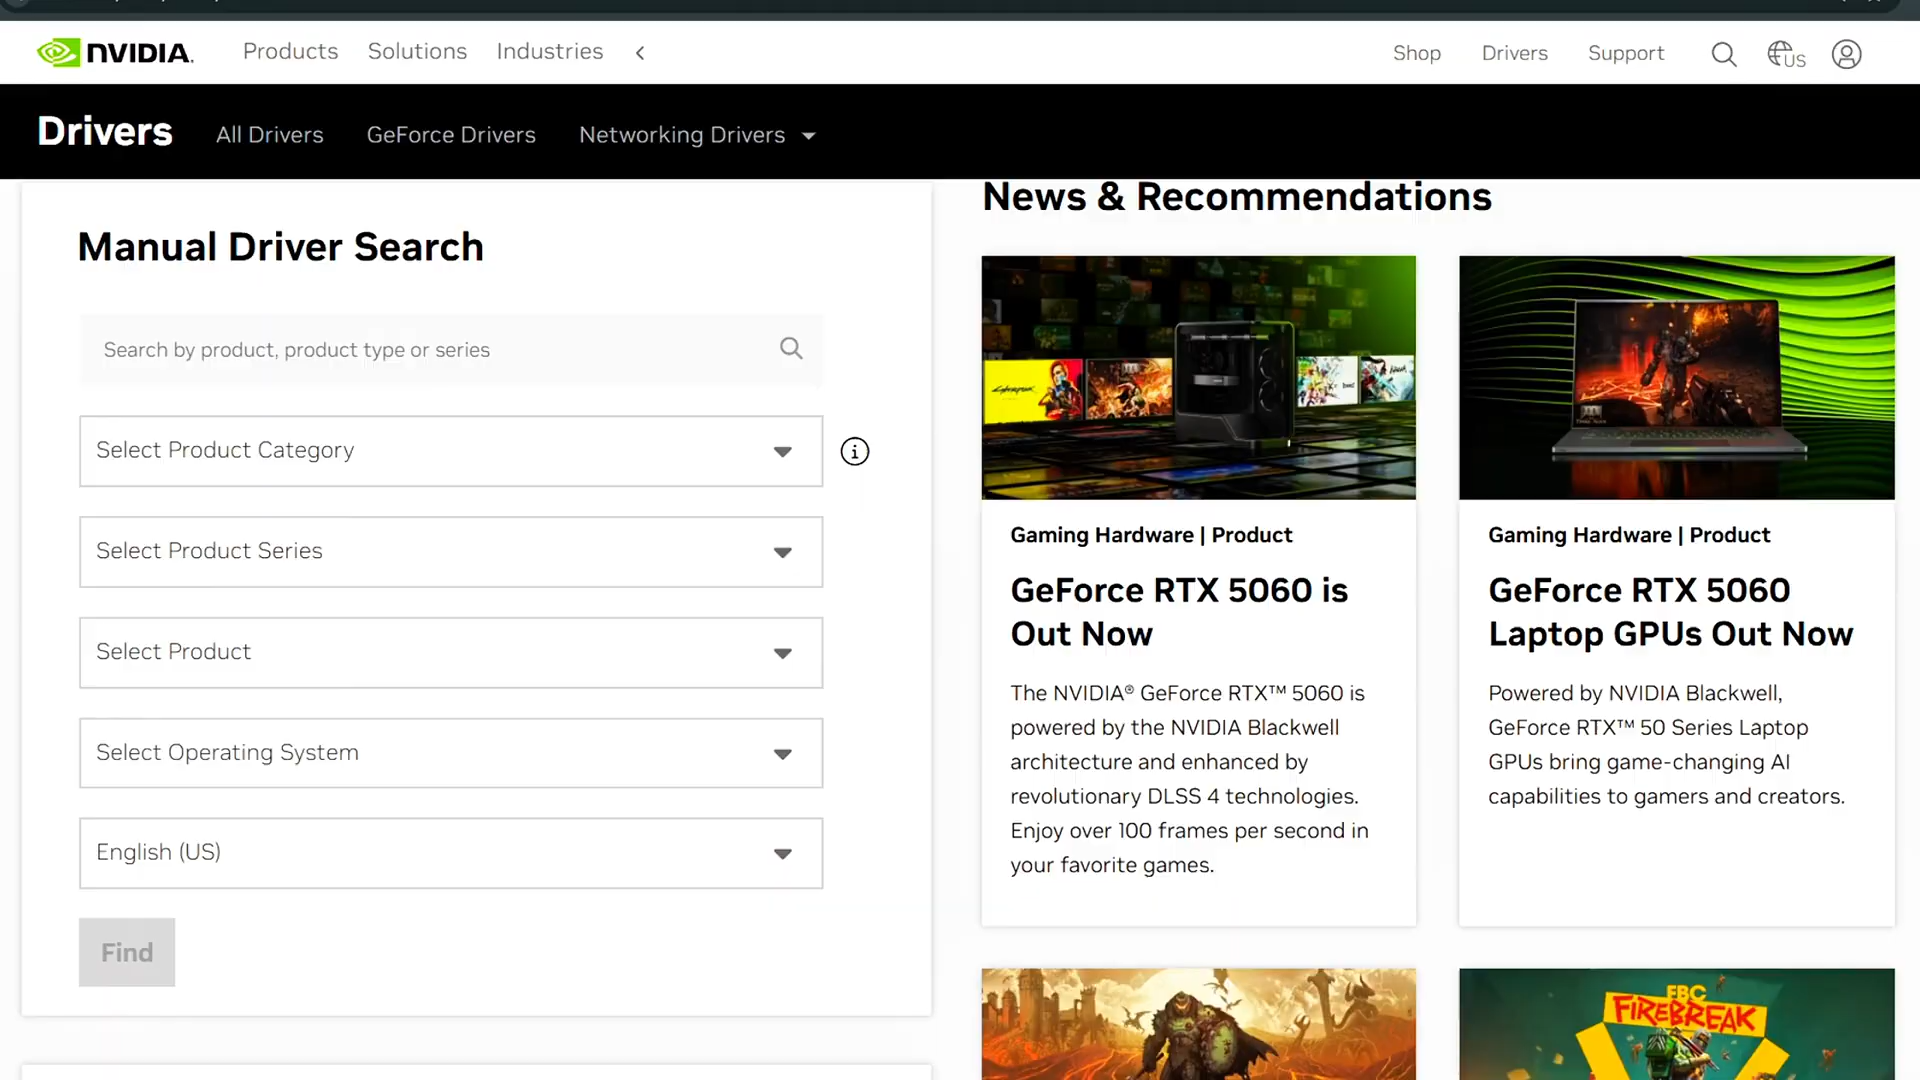 NVIDIA.
Products
Solutions
Industries
Shop
Drivers
Support
US
Drivers
All Drivers
GeForce Drivers
Networking Drivers
Manual Driver Search
Search by product, product type or series
Select Product Category
Select Product Series
Select Product
Select Operating System
English (US)
Find
News & Recommendations
Gaming Hardware | Product
GeForce RTX 5060 is
Out Now
The NVIDIA® GeForce RTX™ 5060 is
powered by the NVIDIA Blackwell
architecture and enhanced by
revolutionary DLSS 4 technologies.
Enjoy over 100 frames per second in
your favorite games.
Gaming Hardware | Product
GeForce RTX 5060
Laptop GPUs Out Now
Powered by NVIDIA Blackwell,
GeForce RTX™ 50 Series Laptop
GPUs bring game-changing AI
capabilities to gamers and creators.
FBC
FIREBREAK